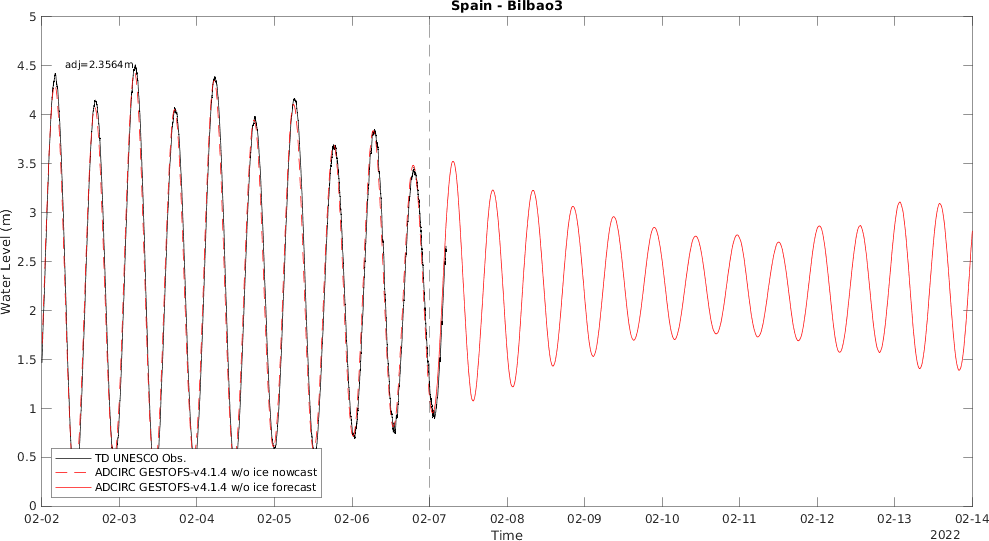 Spain - Bilbao3
adj=2.3564m
Water Level (m)
5
4.5
4
3.5
3
2.5
2
1.5
1
0.5
0
TD UNESCO Obs.
ADCIRC GESTOFS-v4.1.4 w/o ice nowcast
ADCIRC GESTOFS-v4.1.4 w/o ice forecast
02-02 02-03 02-04 02-05 02-06 02-07 02-08 02-09 02-10 02-11 02-12 02-13 02-14
Time
2022